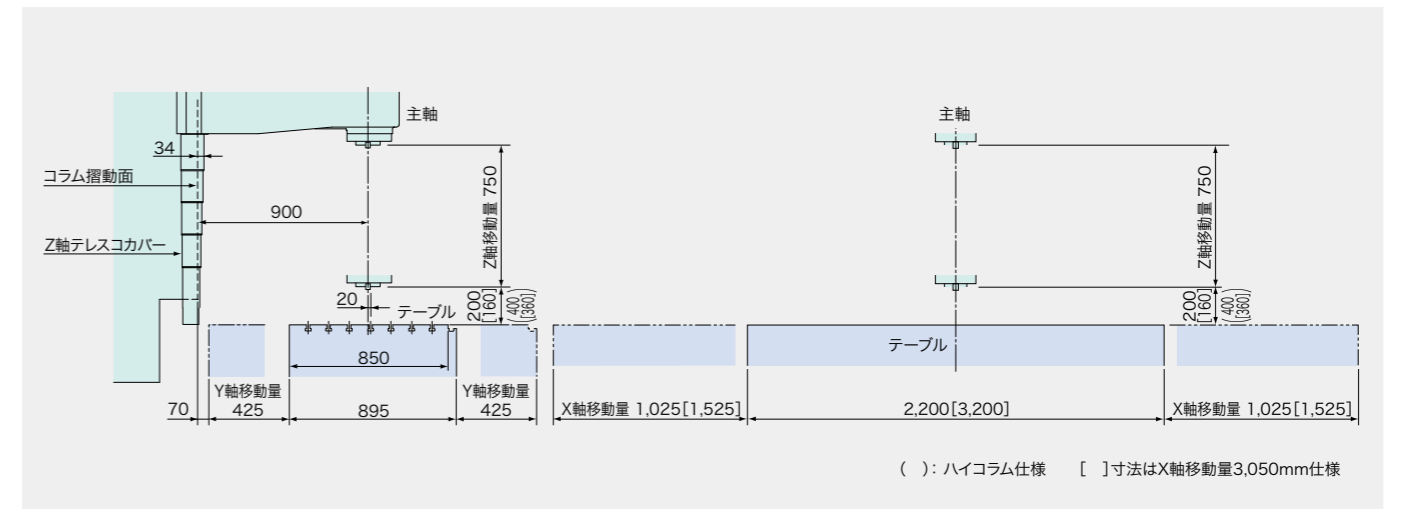 主軸
34
コラム摺動面
900
Z軸移動量 750
Z軸テレスコカバー
20
テーブル
200
[160]
(400)
([360])
850
Y軸移動量
425
Y軸移動量
425
70
895
主軸
Z軸移動量 750
200
[160]
(400)
([360])
テーブル
X軸移動量 1,025[1,525]
2,200[3,200]
X軸移動量 1,025[1,525]
(　): ハイコラム仕様　[　]寸法はX軸移動量3,050mm仕様